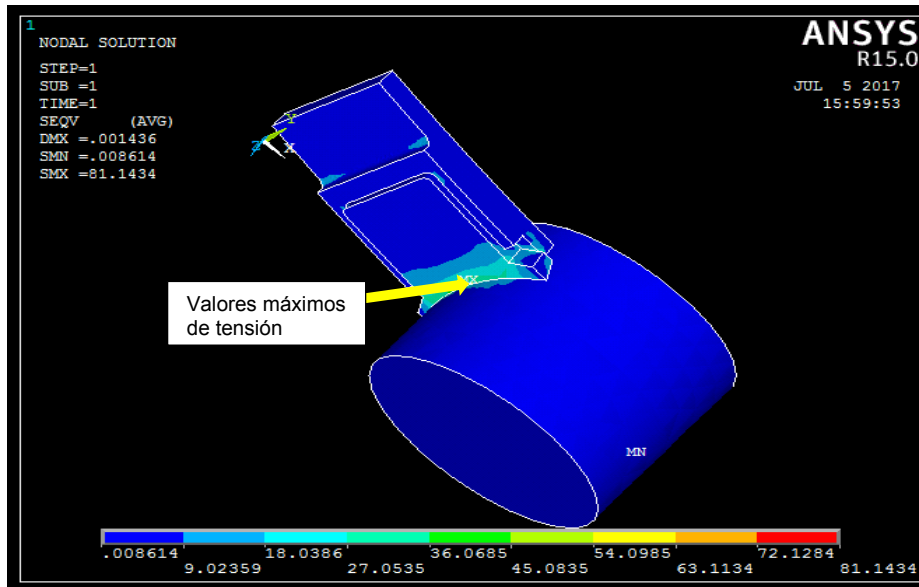 1
NODAL SOLUTION
STEP=1
SUB =1
TIME=1
SEQV (AVG)
DMX =.001436
SMN =.008614
SMX =81.1434
ANSYS
R15.0
JUL 5 2017
15:59:53
Y
Z
X
MX
Valores máximos
de tensión
MN
.008614 18.0386 36.0685 54.0985 72.1284
9.02359 27.0535 45.0835 63.1134 81.1434